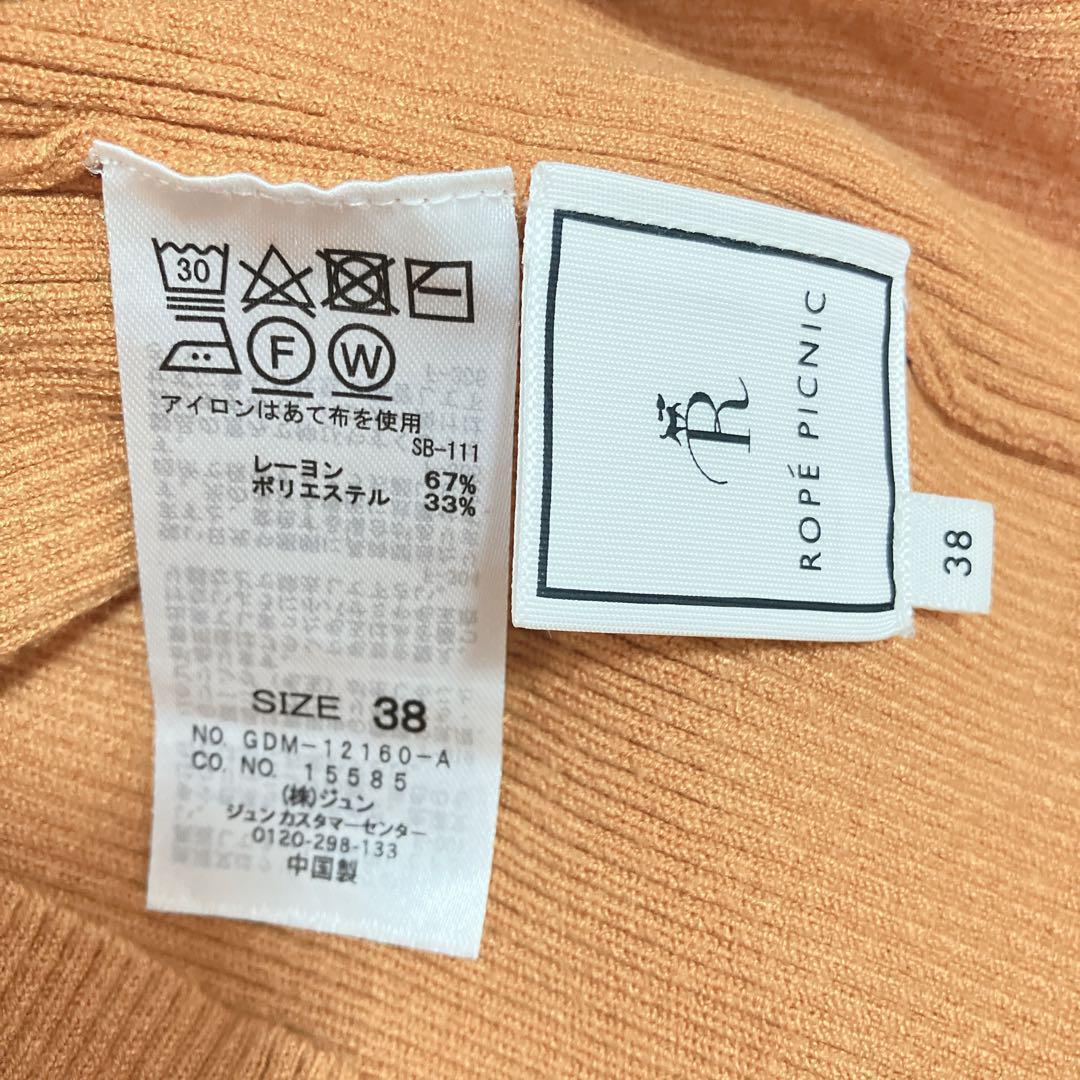 30
F W
アイロンはあて布を使用
SB-111
レーヨン 67%
ポリエステル 33%
SIZE 38
NO. GDM-12160-A
CO. NO. 15585
(株)ジュン
ジュンカスタマーセンター
0120-298-133
中国製
R
ROPÉ PICNIC
38